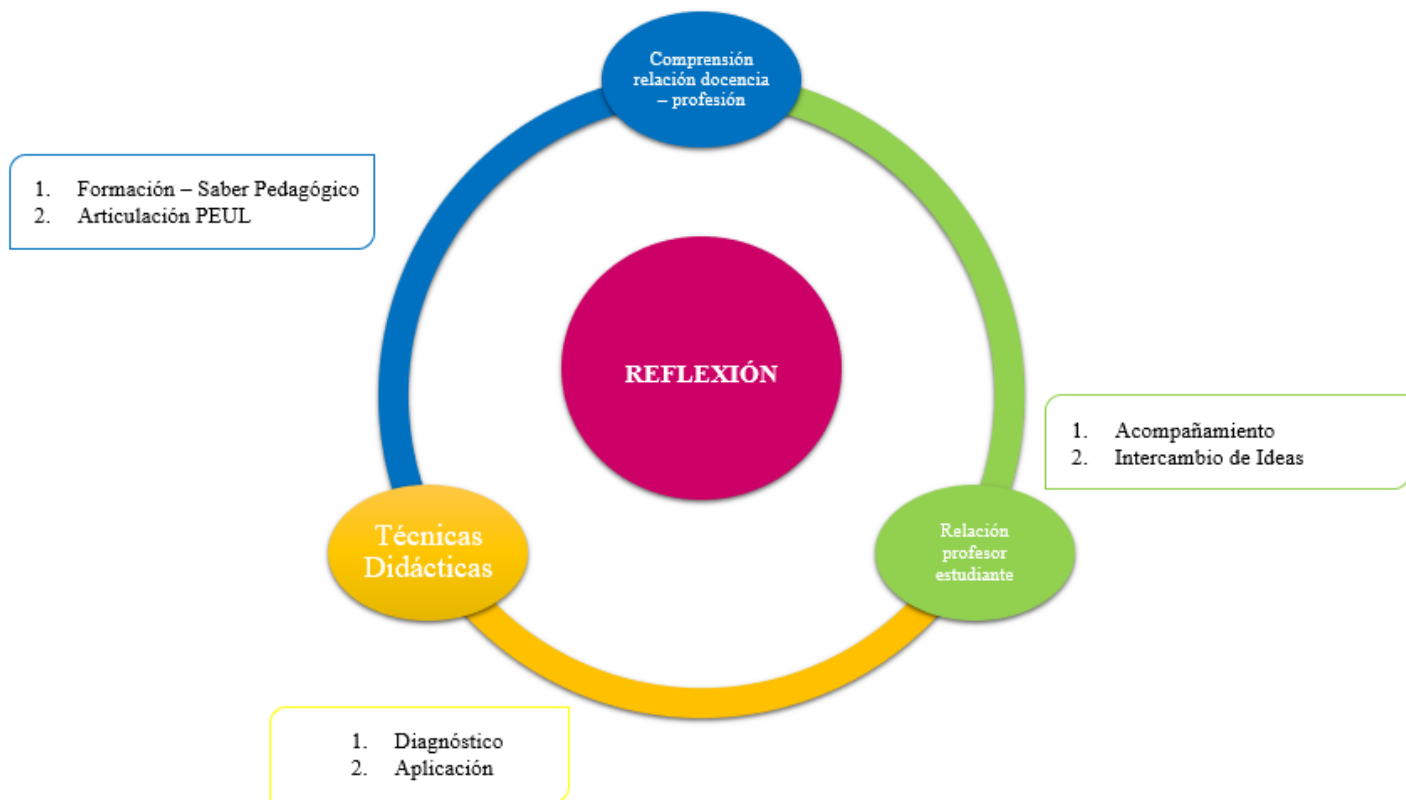 Comprensión
relación docencia
– profesión
1. Formación – Saber Pedagógico
2. Articulación PEUL
REFLEXIÓN
1. Acompañamiento
2. Intercambio de Ideas
Técnicas
Didácticas
Relación
profesor
estudiante
1. Diagnóstico
2. Aplicación